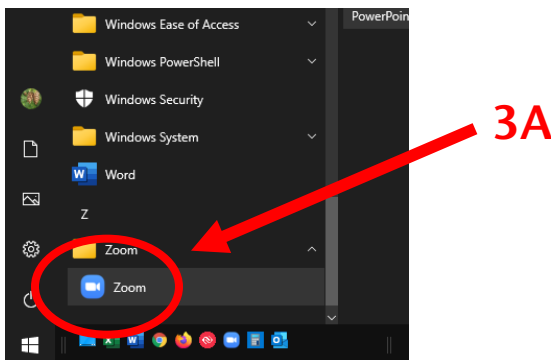 Windows Ease of Access
PowerPoin
Windows PowerShell
Windows Security
3A
Windows System
W Word
Z
Zoom
Zoom